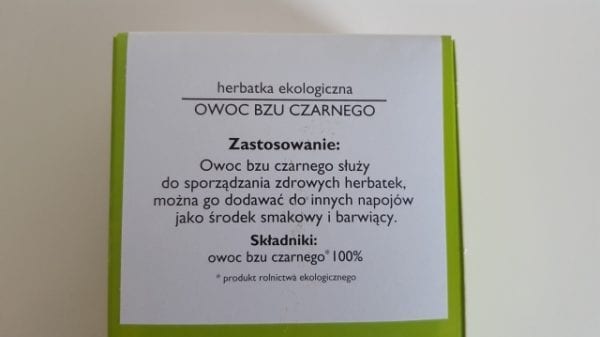 herbatka ekologiczna
OWOC BZU CZARNEGO
Zastosowanie:
Owoc bzu czarnego służy
do sporządzania zdrowych herbatek,
można go dodawać do innych napojów
jako środek smakowy i barwiący.
Składniki:
owoc bzu czarnego*100%
* produkt rolnictwa ekologicznego